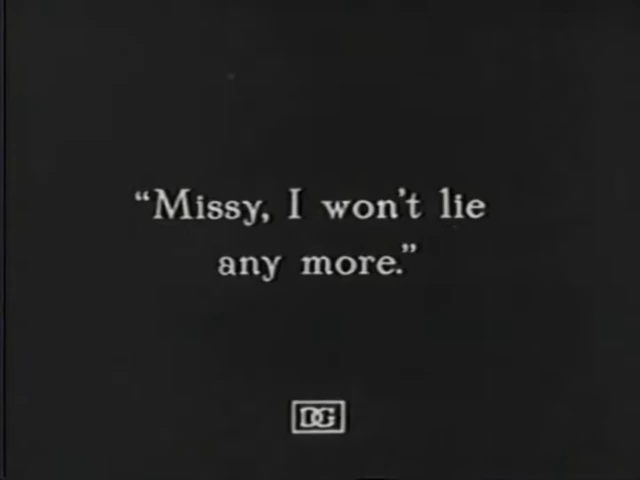 “Missy, I won't lie
any more.”
DG